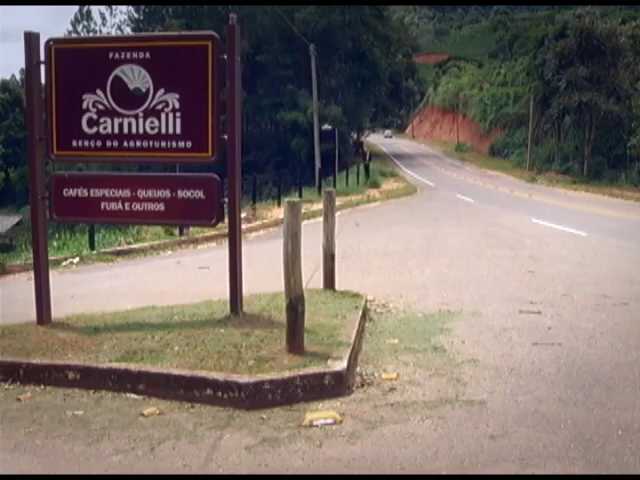 FAZENDA
Carnielli
BERÇO DO AGROTURISMO
CAFÉS ESPECIAIS - QUEIJOS - SOCOL
FUBÁ E OUTROS